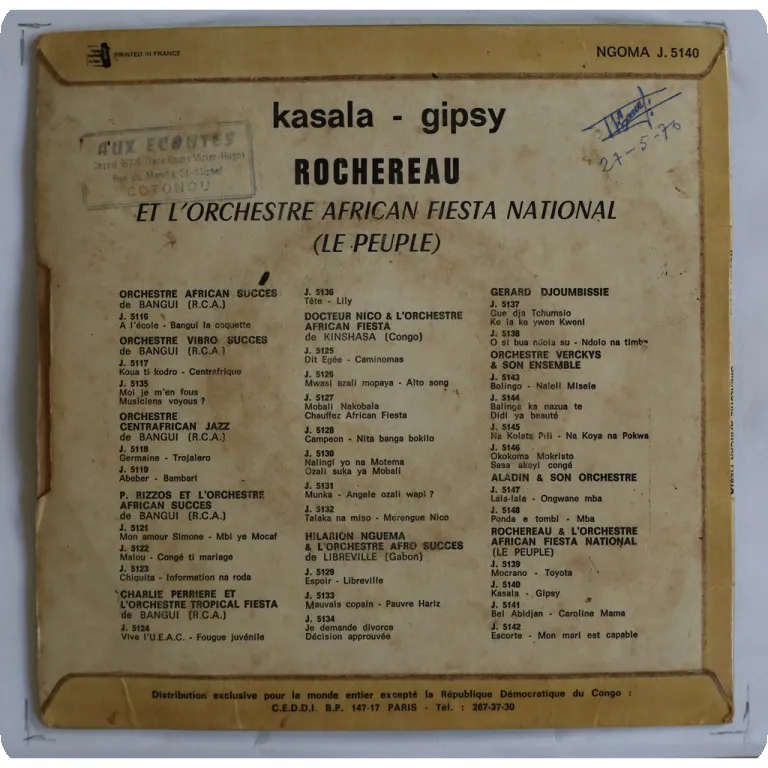 PRINTED IN FRANCE
NGOMA J. 5140
kasala - gipsy
AUX ECOUTES
COTONOU
27-5-70
ROCHEREAU
ET L'ORCHESTRE AFRICAN FIESTA NATIONAL
(LE PEUPLE)
ORCHESTRE AFRICAN SUCCES
de BANGUI (R.C.A.)
J. 5116
A l'école - Bangui la coquette
ORCHESTRE VIBRO SUCCES
de BANGUI (R.C.A.)
J. 5117
Koua ti kodro - Centrafrique
J. 5135
Moi je m'en fous
Musiciens voyous ?
ORCHESTRE
CENTRAFRICAN JAZZ
de BANGUI (R.C.A.)
J. 5118
Germaine - Trojalero
J. 5119
Abeber - Bambari
P. RIZZOS ET L'ORCHESTRE
AFRICAN SUCCES
de BANGUI (R.C.A.)
J. 5121
Mon amour Simone - Mbi ye Mocaf
J. 5122
Malou - Congé ti mariage
J. 5123
Chiquita - Information na roda
CHARLIE PERRIERE ET
L'ORCHESTRE TROPICAL FIESTA
de BANGUI (R.C.A.)
J. 5124
Vive l'U.E.A.C. - Fougue juvénile
J. 5136
Tête - Lily
DOCTEUR NICO & L'ORCHESTRE
AFRICAN FIESTA
de KINSHASA (Congo)
J. 5125
Dit Egée - Caminomas
J. 5126
Mwasi azali mopaya - Alto song
J. 5127
Mobali Nakobala
Chauffez African Fiesta
J. 5128
Campeon - Nita banga bokilo
J. 5130
Nalingi yo na Motema
Ozali suka ya Mobali
J. 5131
Munka - Angele ozali wapi ?
J. 5132
Talaka na miso - Merengue Nico
HILARION NGUEMA
& L'ORCHESTRE AFRO SUCCES
de LIBREVILLE (Gabon)
J. 5129
Espoir - Libreville
J. 5133
Mauvais copain - Pauvre Hariz
J. 5134
Je demande divorce
Décision approuvée
GERARD DJOUMBISSIE
J. 5137
Gue dja Tchumsio
Ke la ke ywen Kweni
J. 5138
O si bua ndola su - Ndolo na timba
ORCHESTRE VERCKYS
& SON ENSEMBLE
J. 5143
Bolingo - Naleli Misele
J. 5144
Balinga ka nazua te
Didi ya beauté
J. 5145
Na Kolata Pili - Na Koya na Pokwa
J. 5146
Okokoma Mokristo
Sasa akeyi congé
ALADIN & SON ORCHESTRE
J. 5147
Lala-lala - Ongwane mba
J. 5148
Ponda e tombi - Mba
ROCHEREAU & L'ORCHESTRE
AFRICAN FIESTA NATIONAL
(LE PEUPLE)
J. 5139
Mocrano - Toyota
J. 5140
Kasala - Gipsy
J. 5141
Bel Abidjan - Caroline Mama
J. 5142
Escorte - Mon mari est capable
Distribution exclusive pour le monde entier excepté la République Démocratique du Congo :
C.E.D.D.I. B.P. 147-17 PARIS - Tél. : 267-37-30